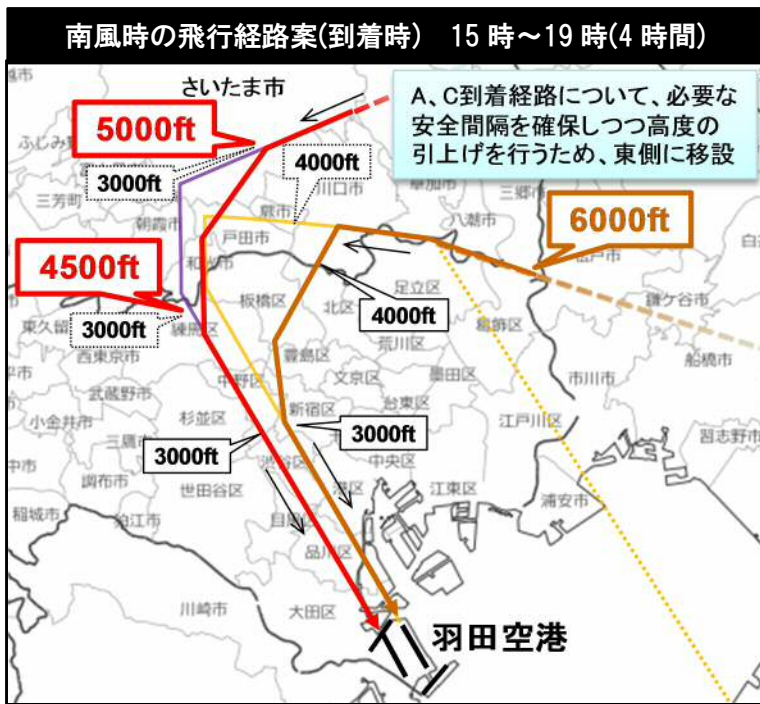 南風時の飛行経路案(到着時) 15時～19時(4時間)
さいたま市
A、C到着経路について、必要な
安全間隔を確保しつつ高度の
引上げを行うため、東側に移設
5000ft
ふじみ野
3000ft
4000ft
川口市
草加市
三郷市
三芳町
朝霞市
蕨市
戸田市
八潮市
6000ft
松戸市
4500ft
和光市
足立区
板橋区
北区
4000ft
葛飾区
鎌ケ谷市
3000ft
練馬区
東久留
西東京市
豊島区
荒川区
船橋市
武蔵野市
中野区
文京区
墨田区
市川市
小金井市
杉並区
新宿区
台東区
江戸川区
三鷹市
3000ft
3000ft
習志野市
中市
調布市
渋谷区
中央区
世田谷区
港区
江東区
浦安市
稲城市
狛江市
目黒区
品川区
川崎市
大田区
羽田空港